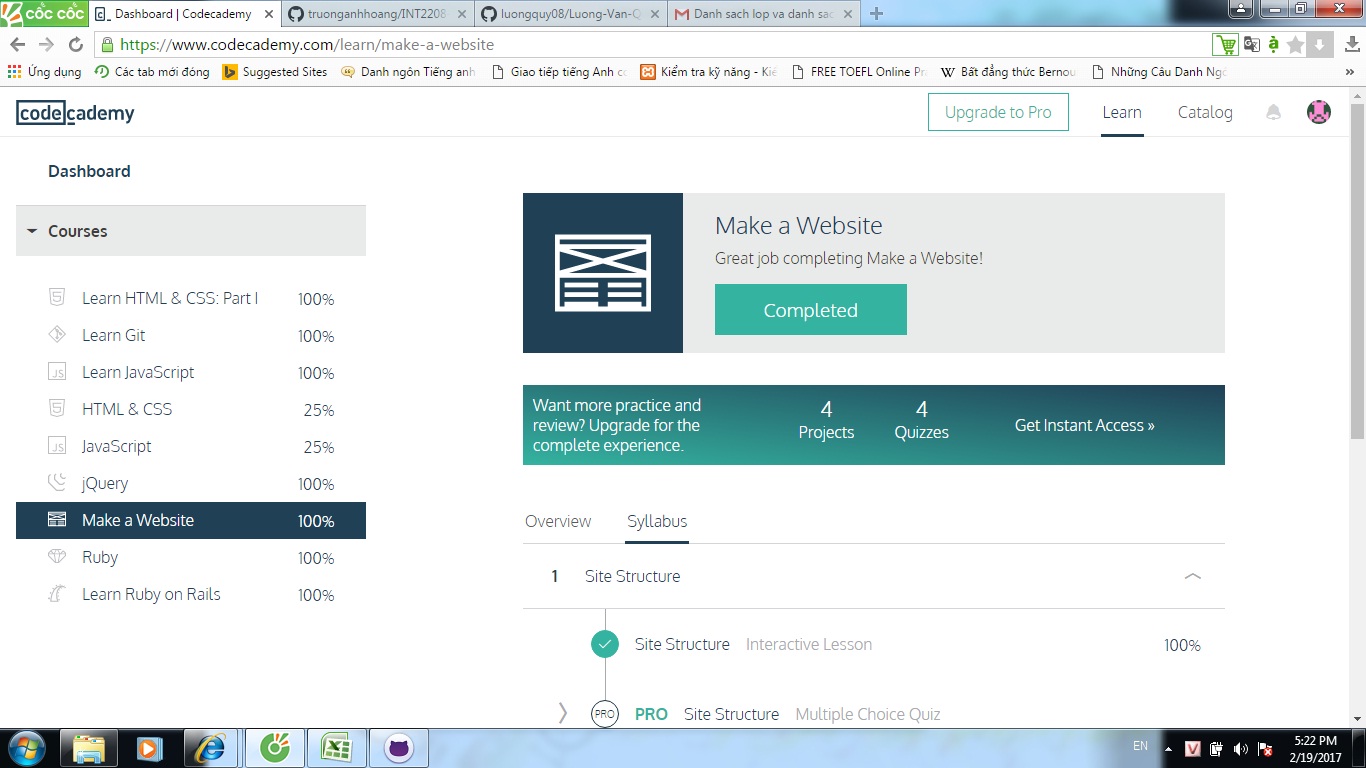 cốc cốc
Dashboard | Codecademy
truonganhhoang/INT2208
luongquy08/Luong-Van-Q
Danh sach lop va danh sac
https://www.codecademy.com/learn/make-a-website
Ứng dụng
Các tab mới đóng
Suggested Sites
Danh ngôn Tiếng anh
Giao tiếp tiếng Anh
Kiểm tra kỹ năng - Kiể
FREE TOEFL Online
Bất đẳng thức Bernou
Những Câu Danh
»
codecademy
Upgrade to Pro
Learn
Catalog
Dashboard
Courses
Learn HTML & CSS: Part I 100%
Learn Git 100%
Learn JavaScript 100%
HTML & CSS 25%
JavaScript 25%
jQuery 100%
Make a Website 100%
Ruby 100%
Learn Ruby on Rails 100%
Make a Website
Great job completing Make a Website!
Completed
Want more practice and
review? Upgrade for the
complete experience.
4
Projects
4
Quizzes
Get Instant Access »
Overview
Syllabus
1 Site Structure
Site Structure Interactive Lesson 100%
PRO PRO Site Structure Multiple Choice Quiz
EN
5:22 PM
2/19/2017